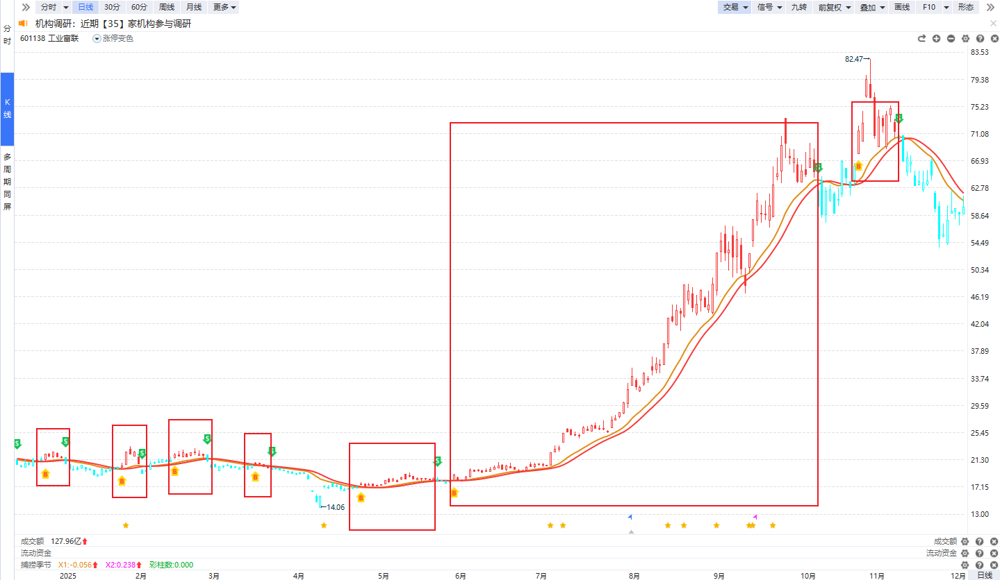 分时 日线 30分 60分 周线 月线 更多 交易 信号 九转 前复权 叠加 画线 F10 形态
机构调研：近期【35】家机构参与调研
601138 工业富联 涨停变色
分时
K线
多周期同屏
83.53
82.47
79.38
75.23
71.08
66.93
62.78
58.64
54.49
50.34
46.19
42.04
37.89
33.74
29.59
25.45
21.30
17.15
13.00
14.06
S
S
S
S
S
S
S
S
B
B
B
B
B
B
B
成交额 127.96亿 成交额
流动资金 流动资金
捕捞季节 X1:-0.056 X2:0.238 彩柱数:0.000
2025 2月 3月 4月 5月 6月 7月 8月 9月 10月 11月 12月 日线